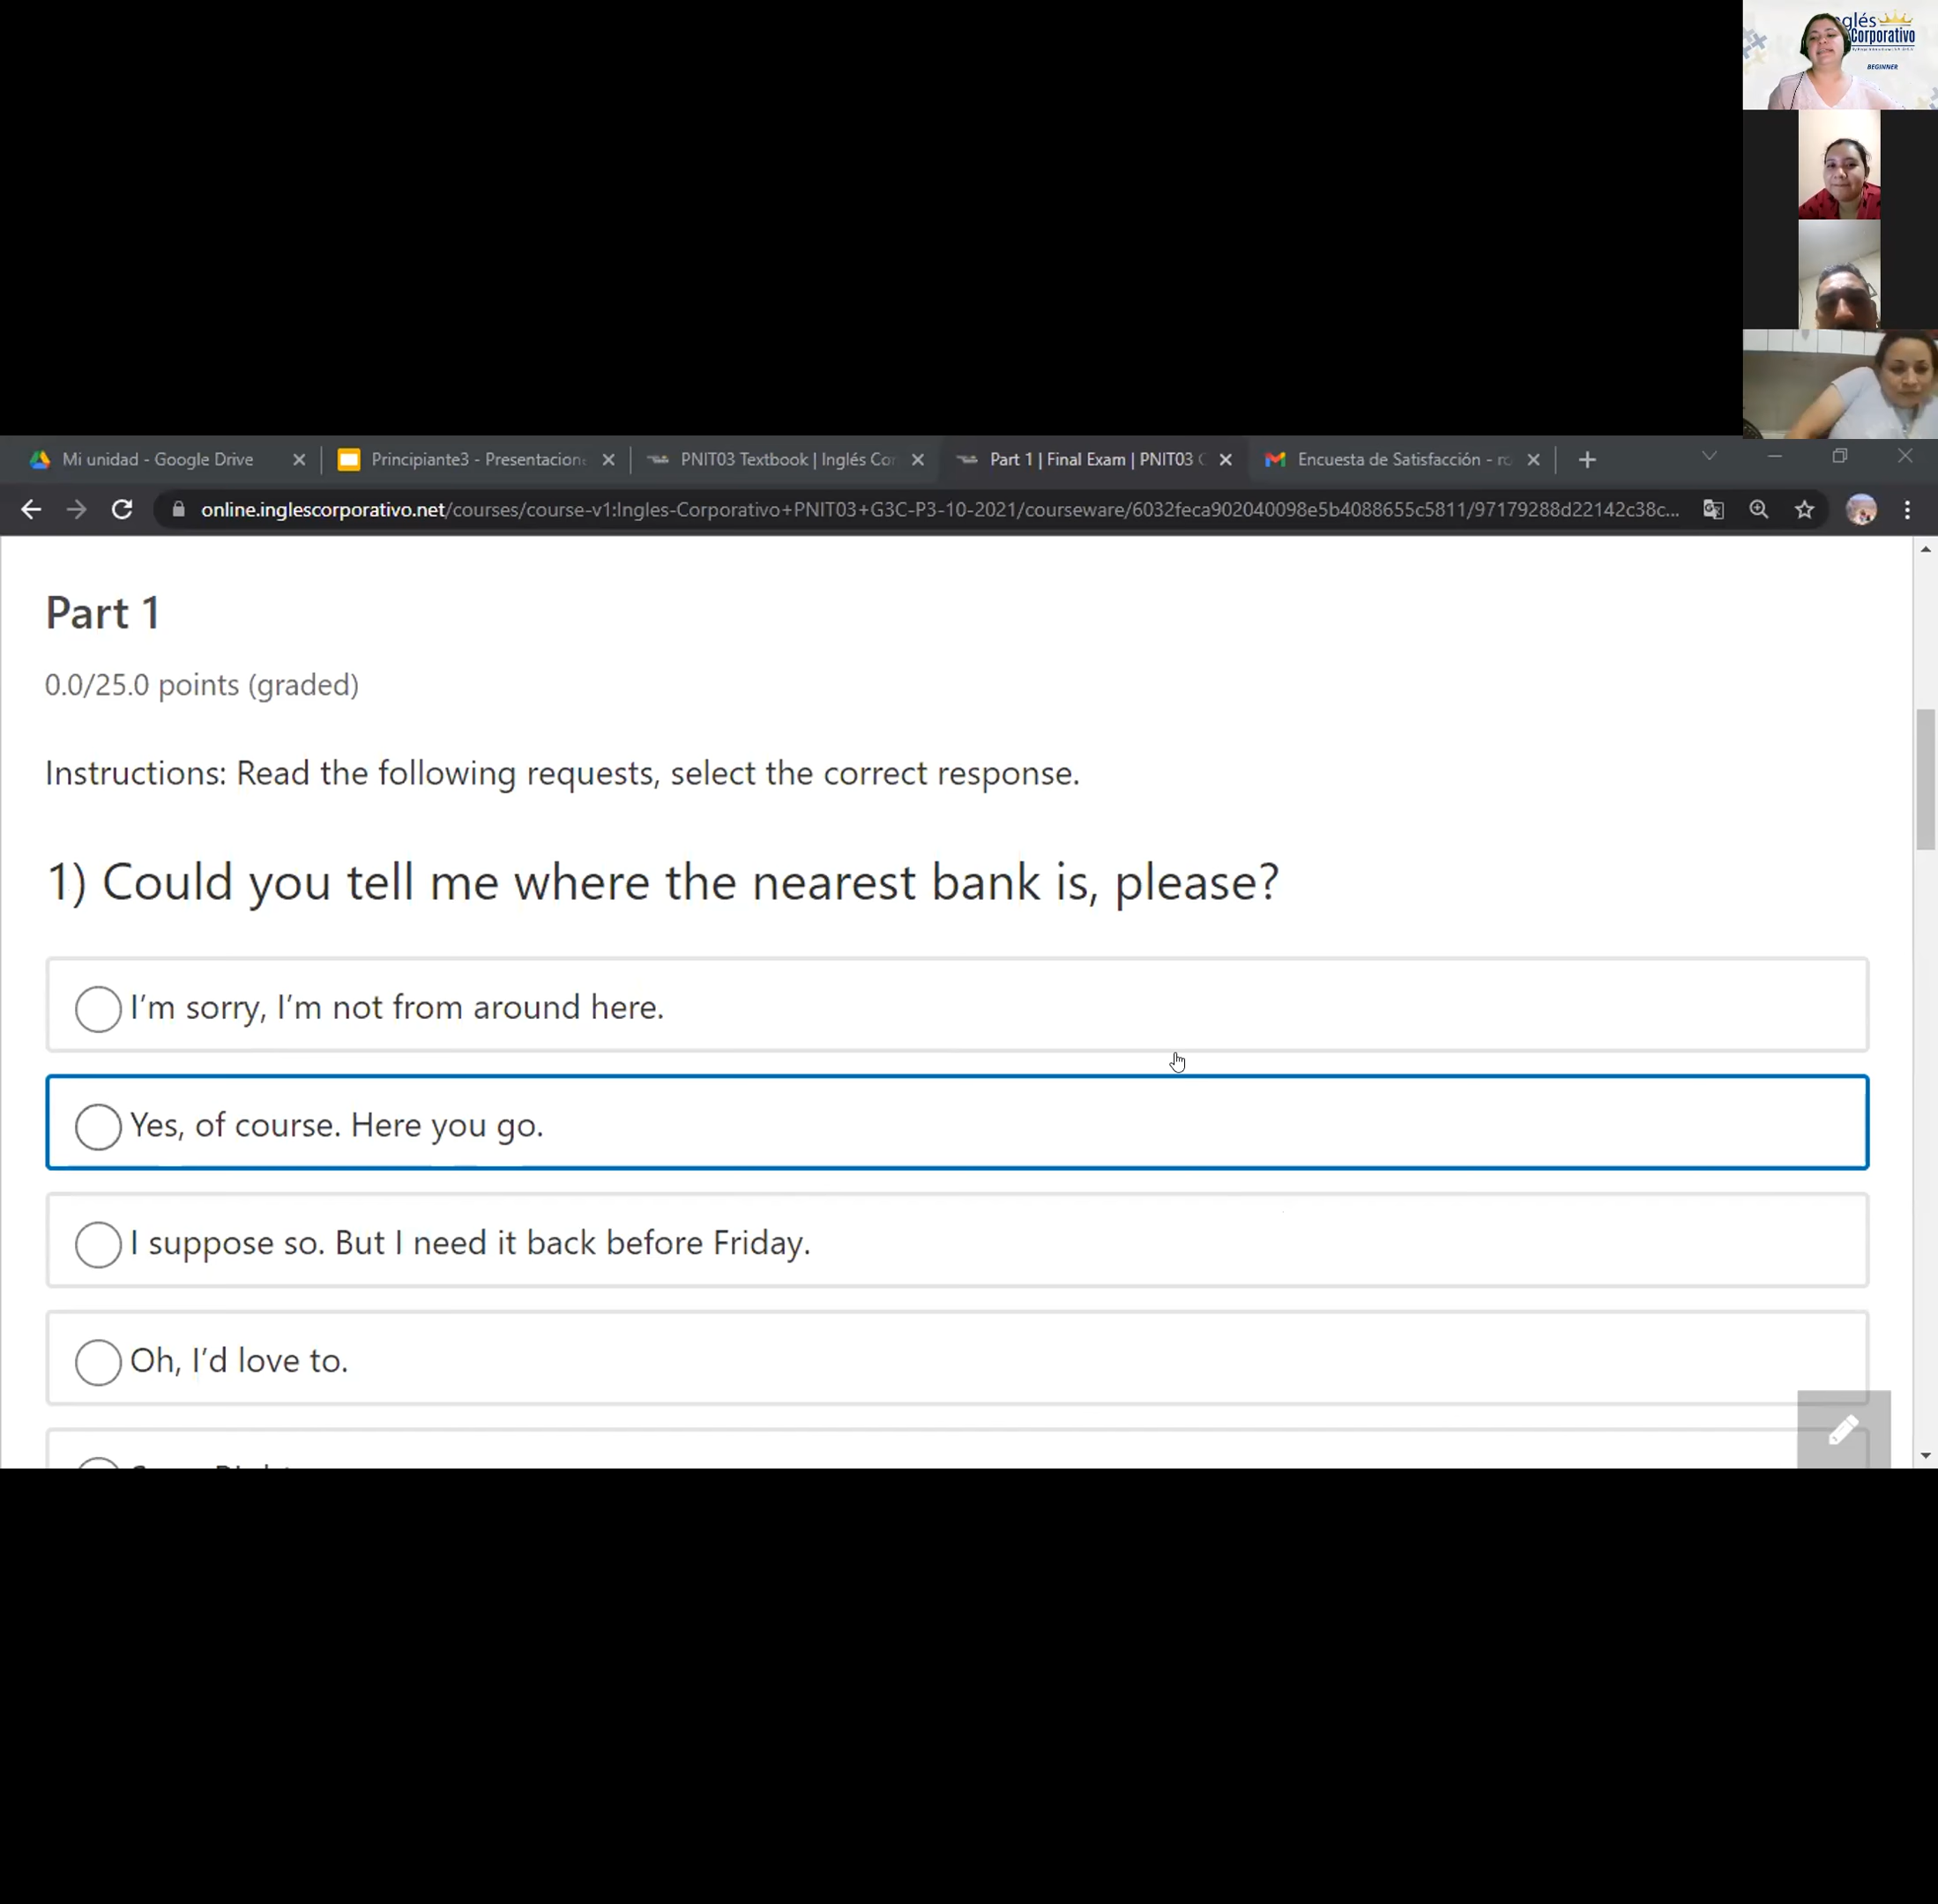 glés
Corporativo
BEGINNER
Mi unidad - Google Drive
Principiante3 - Presentacion
PNIT03 Textbook | Inglés Cor
Part 1 | Final Exam | PNIT03
Encuesta de Satisfacción - ro
online.inglescorporativo.net/courses/course-v1:Ingles-Corporativo+PNIT03+G3C-P3-10-2021/courseware/6032feca902040098e5b4088655c5811/97179288d22142c38c...
Part 1
0.0/25.0 points (graded)
Instructions: Read the following requests, select the correct response.
1) Could you tell me where the nearest bank is, please?
I’m sorry, I’m not from around here.
Yes, of course. Here you go.
I suppose so. But I need it back before Friday.
Oh, I’d love to.